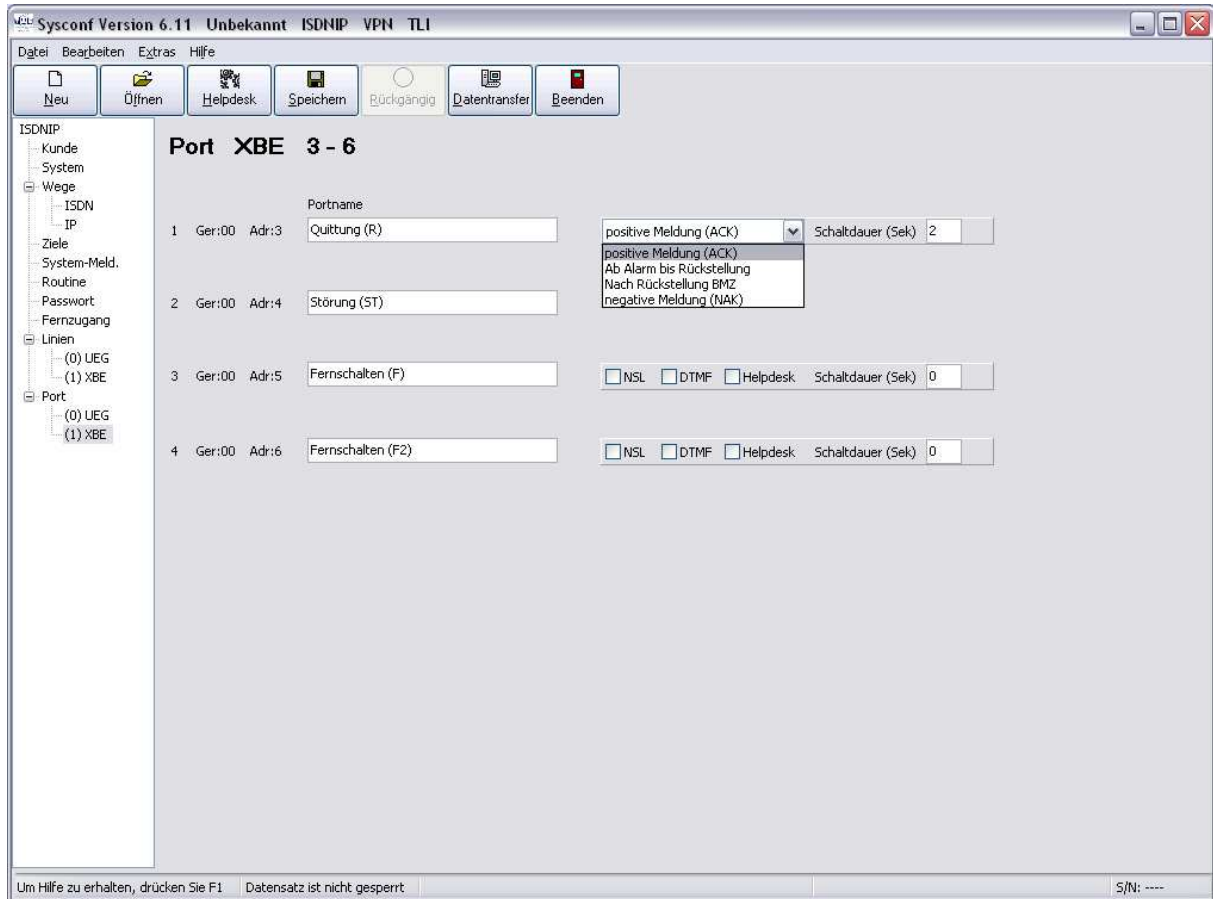 Sysconf Version 6.11 Unbekannt ISDNIP VPN TLI
Datei Bearbeiten Extras Hilfe
Neu Öffnen Helpdesk Speichern Rückgängig Datentransfer Beenden
ISDNIP
Kunde
System
Wege
ISDN
IP
Ziele
System-Meld.
Routine
Passwort
Fernzugang
Linien
(0) UEG
(1) XBE
Port
(0) UEG
(1) XBE
Port XBE 3 - 6
Portname
1 Ger:00 Adr:3 Quittung (R) positive Meldung (ACK) Schaltdauer (Sek) 2
positive Meldung (ACK)
Ab Alarm bis Rückstellung
Nach Rückstellung BMZ
negative Meldung (NAK)
2 Ger:00 Adr:4 Störung (ST)
3 Ger:00 Adr:5 Fernschalten (F) NSL DTMF Helpdesk Schaltdauer (Sek) 0
4 Ger:00 Adr:6 Fernschalten (F2) NSL DTMF Helpdesk Schaltdauer (Sek) 0
Um Hilfe zu erhalten, drücken Sie F1 Datensatz ist nicht gesperrt S/N: ----